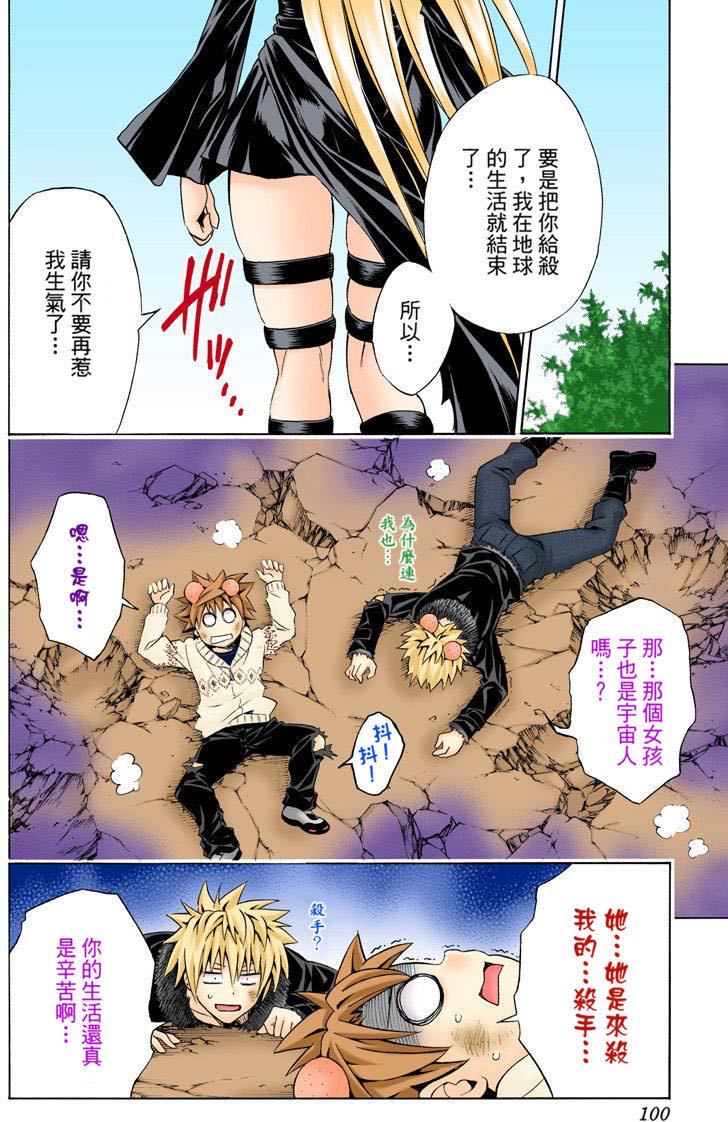 要是把你給殺
了，我在地球
的生活就結束
了…
所以…
請你不要再惹
我生氣了…
那…那個女孩
子也是宇宙人
嗎…？
為什麼連
我也…
抖！
抖！
嗯…是啊…
她…她是來殺
我的…殺手…
殺手？
你的生活還真
是辛苦啊…
100